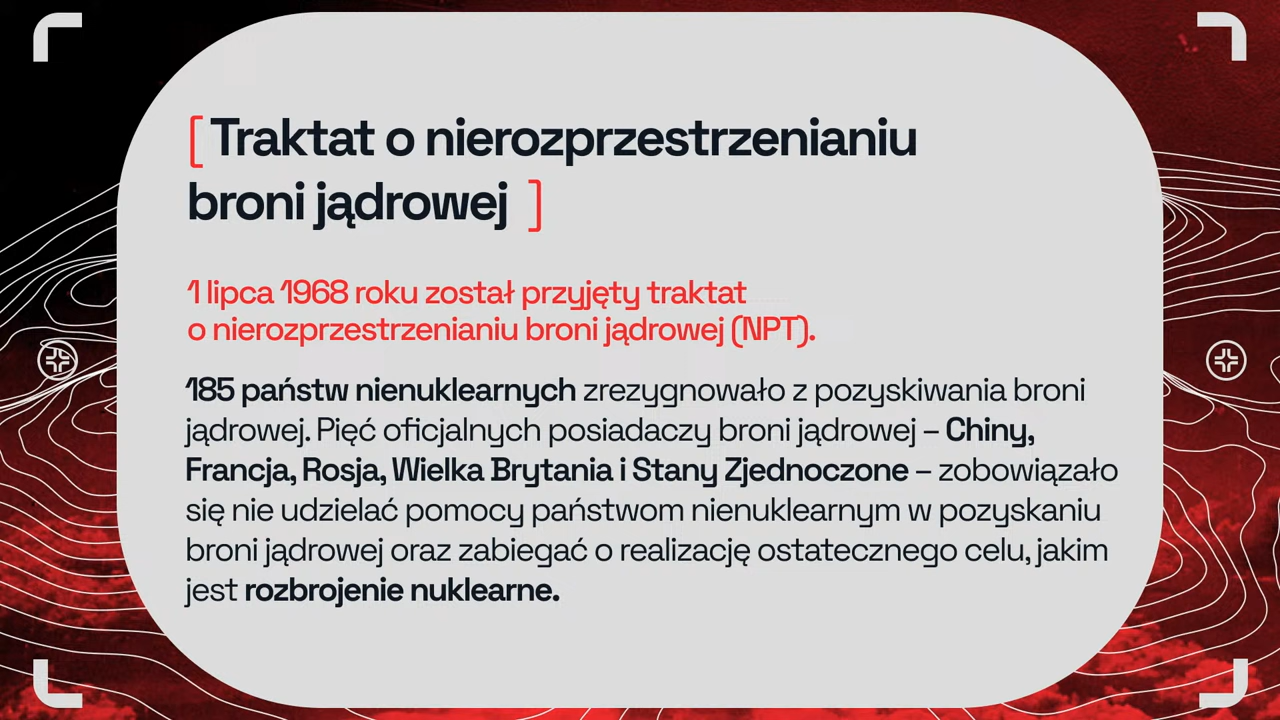 [ Traktat o nierozprzestrzenianiu
broni jądrowej ]
1 lipca 1968 roku został przyjęty traktat
o nierozprzestrzenianiu broni jądrowej (NPT).
185 państw nienuklearnych zrezygnowało z pozyskiwania broni
jądrowej. Pięć oficjalnych posiadaczy broni jądrowej – Chiny,
Francja, Rosja, Wielka Brytania i Stany Zjednoczone – zobowiązało
się nie udzielać pomocy państwom nienuklearnym w pozyskaniu
broni jądrowej oraz zabiegać o realizację ostatecznego celu, jakim
jest rozbrojenie nuklearne.